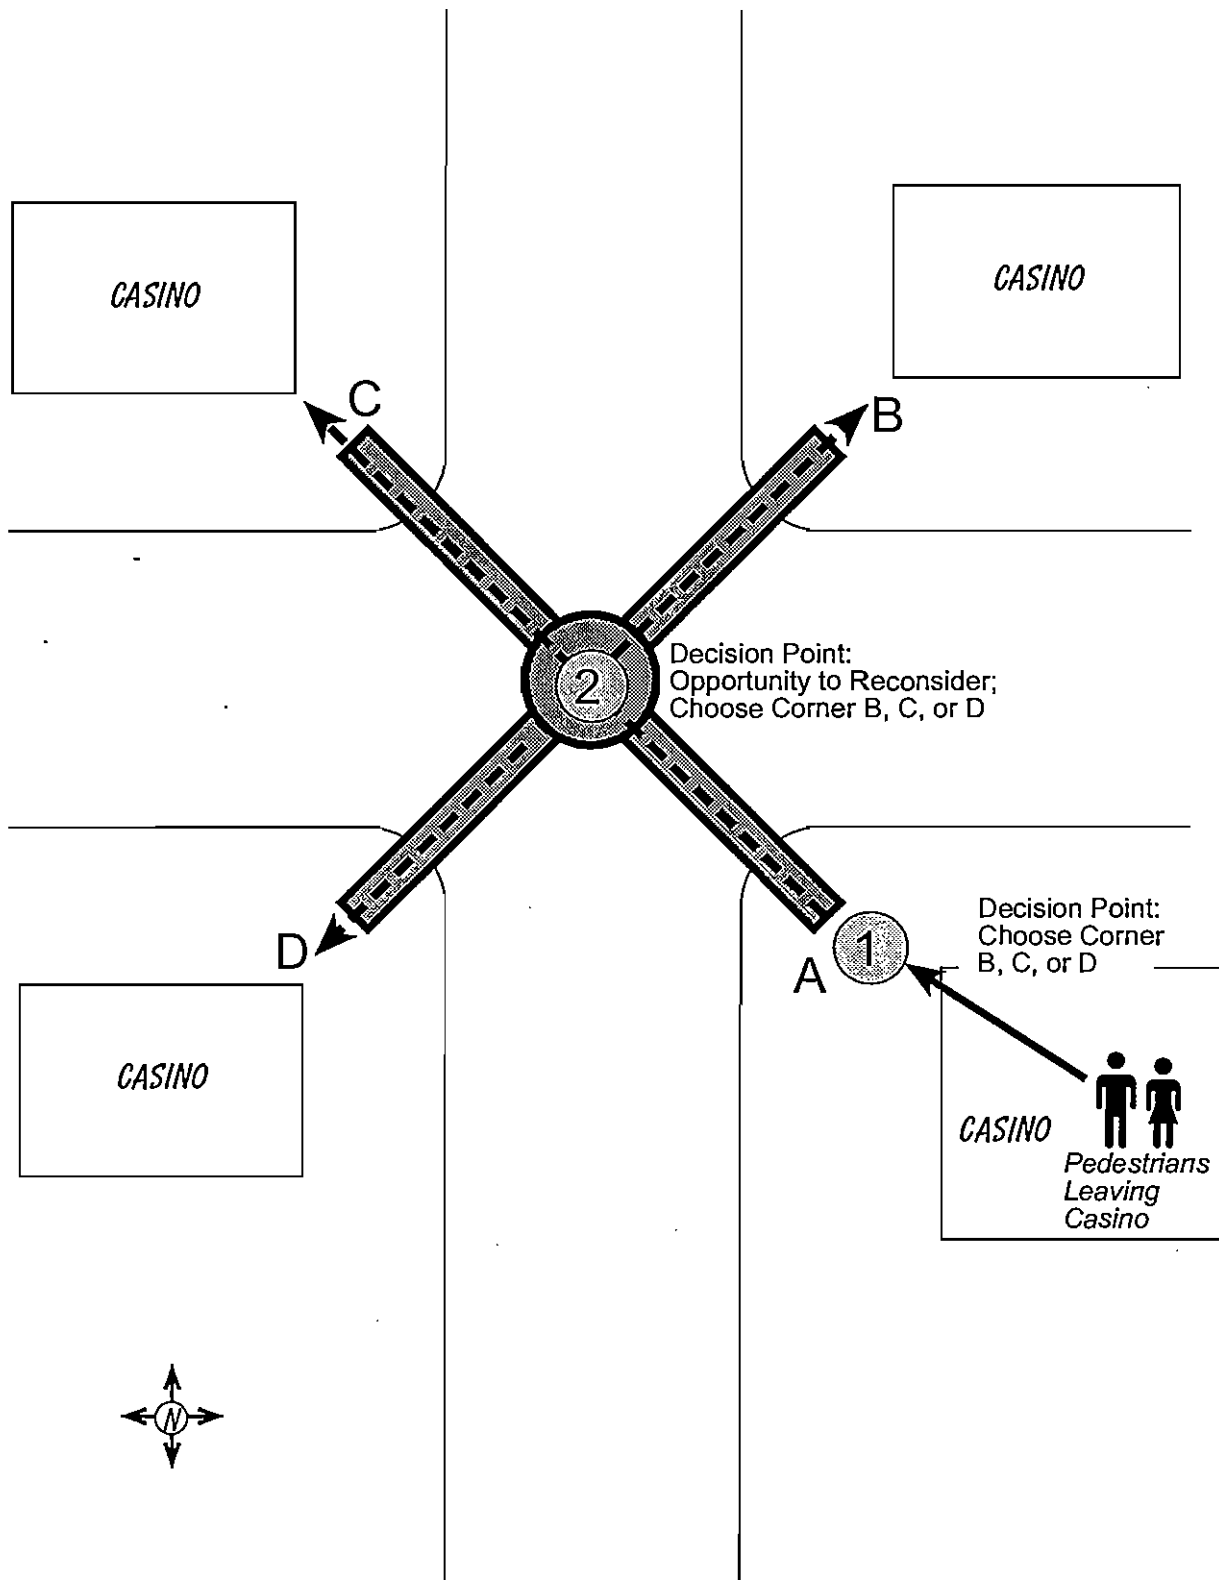 CASINO
CASINO
C
B
2
Decision Point:
Opportunity to Reconsider;
Choose Corner B, C, or D
D
A
1
Decision Point:
Choose Corner
B, C, or D
CASINO
CASINO
Pedestrians
Leaving
Casino
N